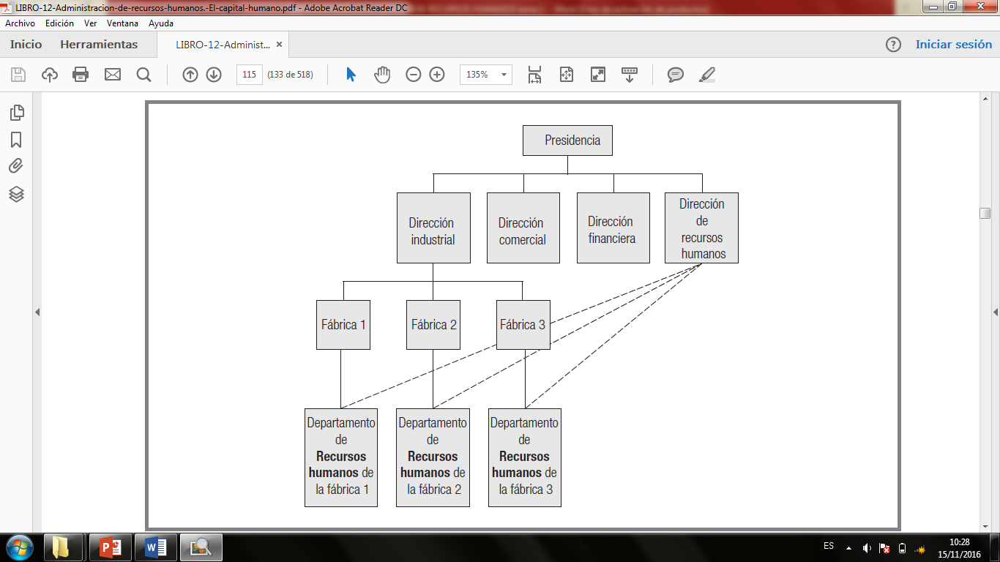 LIBRO-12-Administracion-de-recursos-humanos.-El-capital-humano.pdf - Adobe Acrobat Reader DC
Archivo Edición Ver Ventana Ayuda
Inicio Herramientas LIBRO-12-Administ... × Iniciar sesión
115 (133 de 518) 135%
Presidencia
Dirección
industrial
Dirección
comercial
Dirección
financiera
Dirección
de
recursos
humanos
Fábrica 1
Fábrica 2
Fábrica 3
Departamento
de
Recursos
humanos de
la fábrica 1
Departamento
de
Recursos
humanos de
la fábrica 2
Departamento
de
Recursos
humanos de
la fábrica 3
ES
10:28
15/11/2016